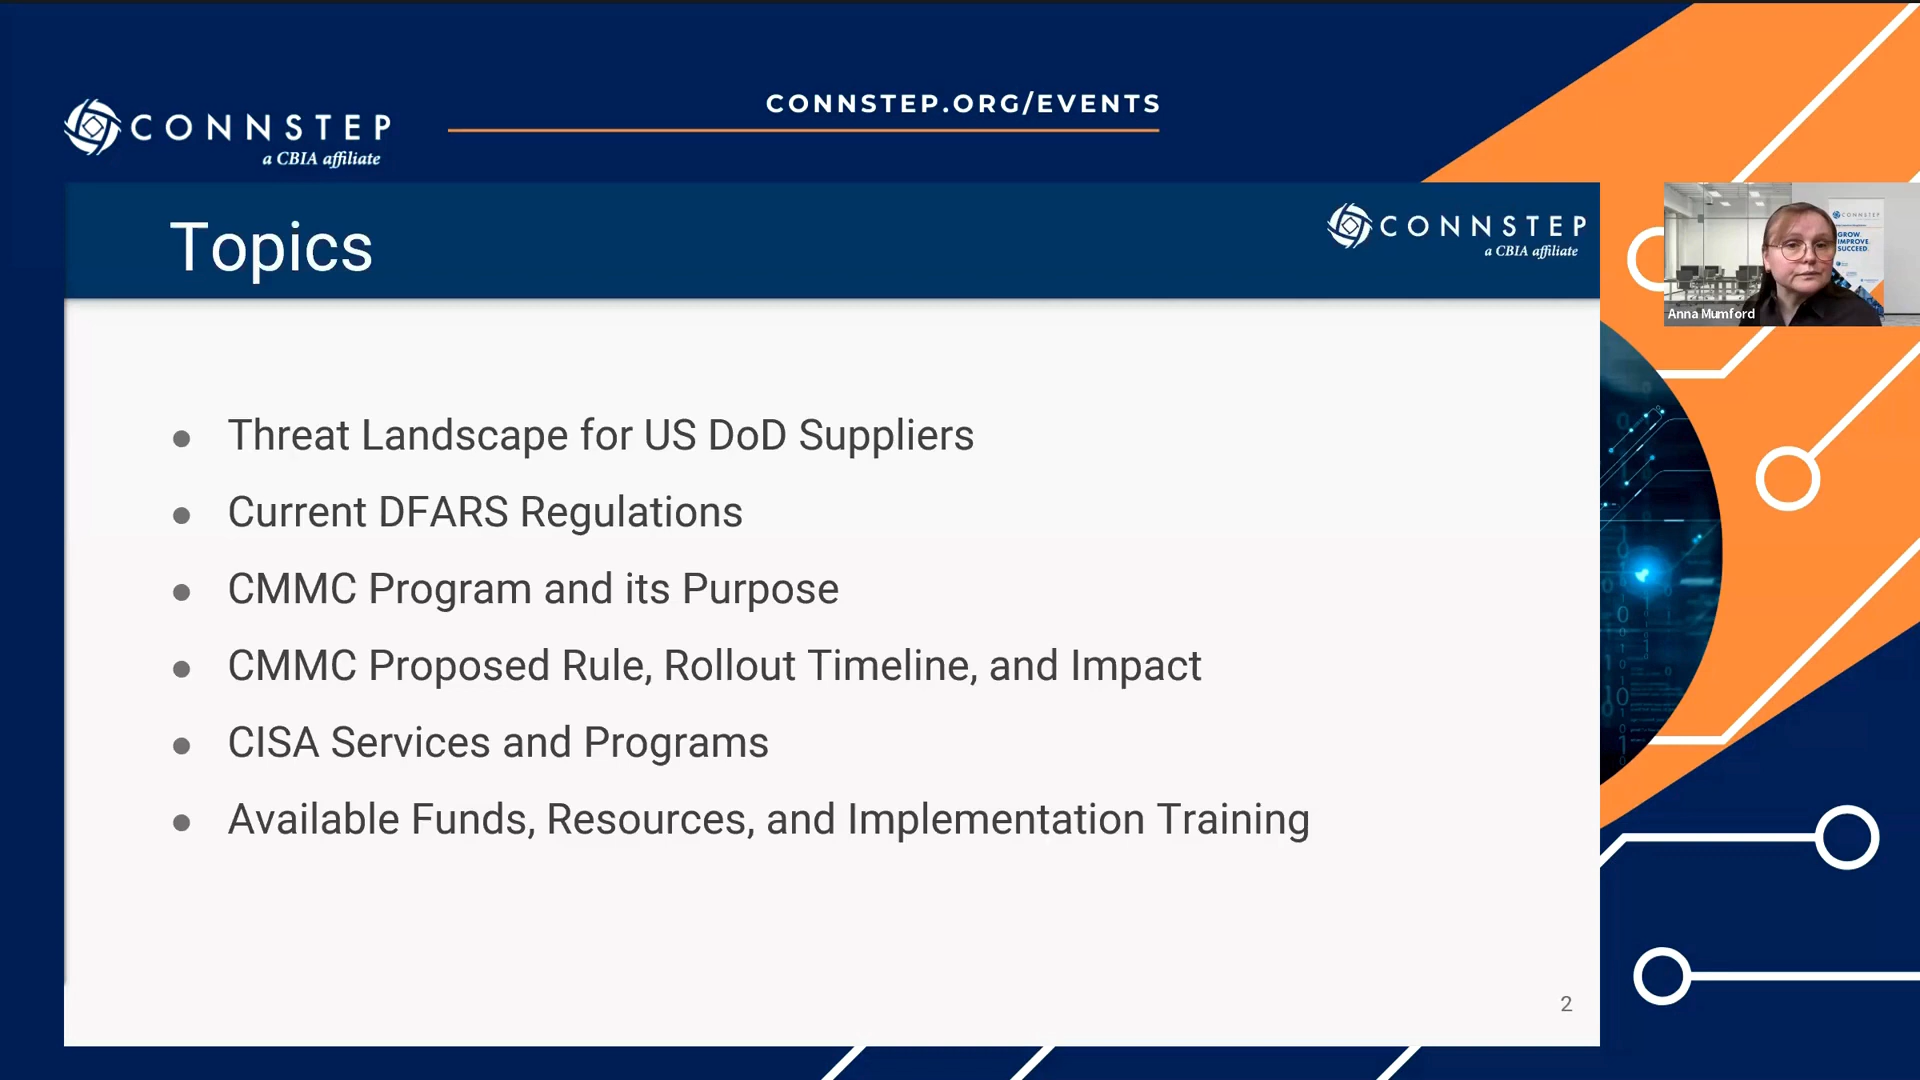 CONNSTEP.ORG/EVENTS
CONNSTEP
a CBIA affiliate
Topics
CONNSTEP
a CBIA affiliate
CONNSTEP
GROW.
IMPROVE.
SUCCEED.
Anna Mumford
● Threat Landscape for US DoD Suppliers
● Current DFARS Regulations
● CMMC Program and its Purpose
● CMMC Proposed Rule, Rollout Timeline, and Impact
● CISA Services and Programs
● Available Funds, Resources, and Implementation Training
2